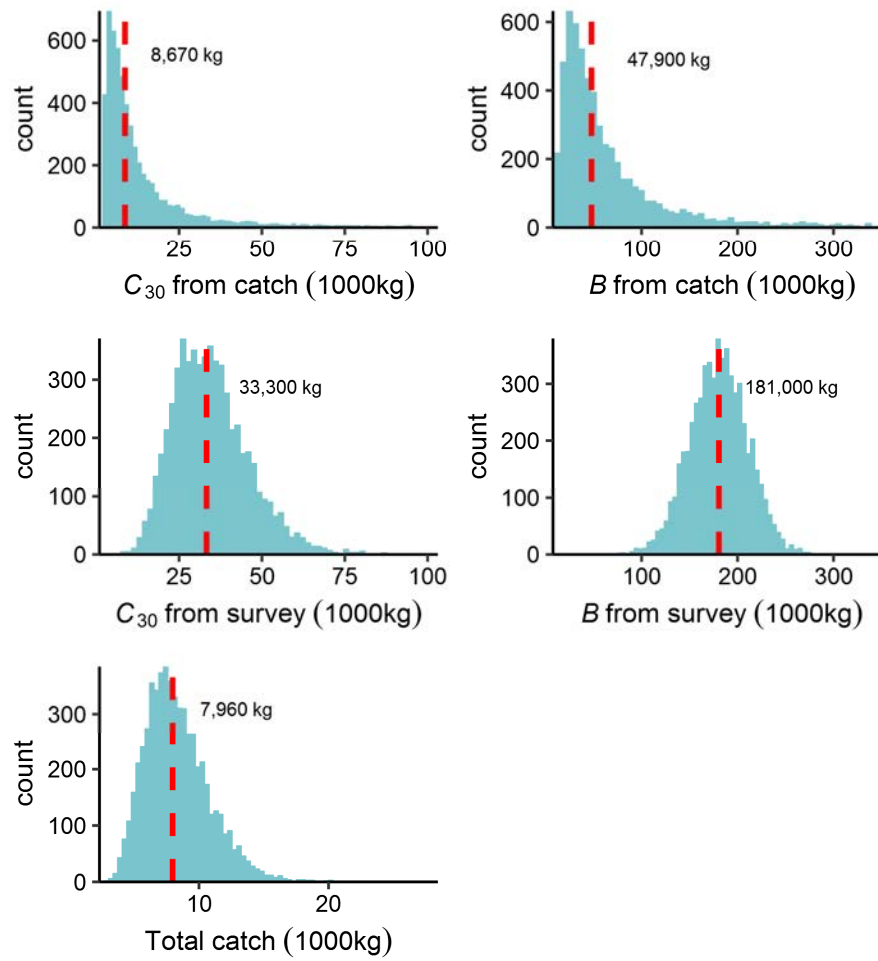 600
400
200
0
count
8,670 kg
25 50 75 100
C30 from catch (1000kg)
600
400
200
0
count
47,900 kg
100 200 300
B from catch (1000kg)
300
200
100
0
count
33,300 kg
25 50 75 100
C30 from survey (1000kg)
300
200
100
0
count
181,000 kg
100 200 300
B from survey (1000kg)
300
200
100
0
count
7,960 kg
10 20
Total catch (1000kg)